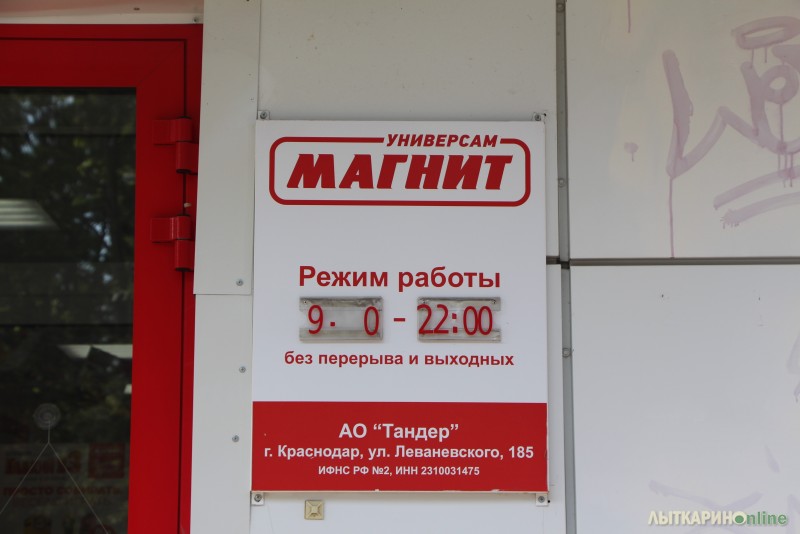 УНИВЕРСАМ
МАГНИТ
Режим работы
9. 0 - 22:00
без перерыва и выходных
АО "Тандер"
г. Краснодар, ул. Леваневского, 185
ИФНС РФ №2, ИНН 2310031475
ЛЫТКАРИНОonline